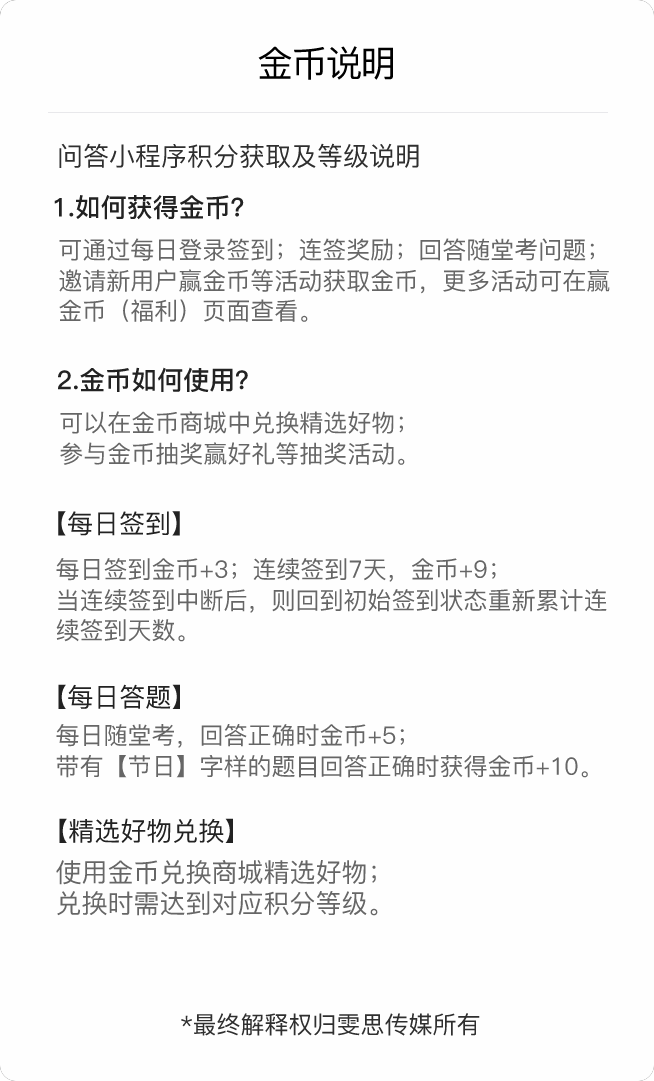 金币说明
问答小程序积分获取及等级说明
1.如何获得金币?
可通过每日登录签到；连签奖励；回答随堂考问题；
邀请新用户赢金币等活动获取金币，更多活动可在赢
金币（福利）页面查看。
2.金币如何使用?
可以在金币商城中兑换精选好物；
参与金币抽奖赢好礼等抽奖活动。
【每日签到】
每日签到金币+3；连续签到7天，金币+9；
当连续签到中断后，则回到初始签到状态重新累计连
续签到天数。
【每日答题】
每日随堂考，回答正确时金币+5；
带有【节日】字样的题目回答正确时获得金币+10。
【精选好物兑换】
使用金币兑换商城精选好物；
兑换时需达到对应积分等级。
*最终解释权归雯思传媒所有